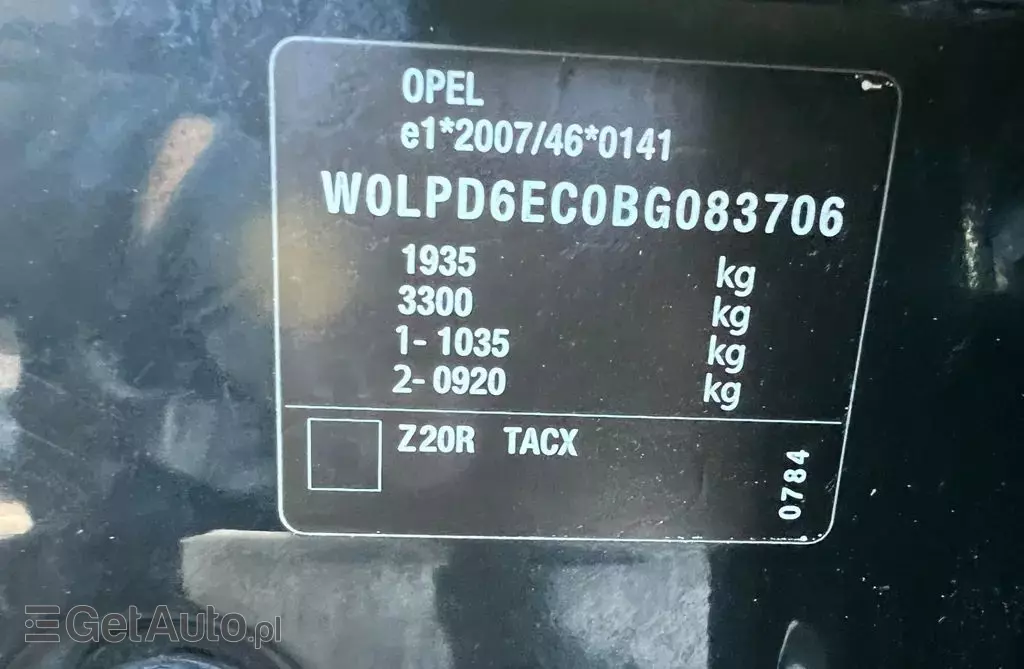 OPEL
e1*2007/46*0141
W0LPD6EC0BG083706
1935 kg
3300 kg
1- 1035 kg
2- 0920 kg
Z20R TACX
0784
GetAuto.pl